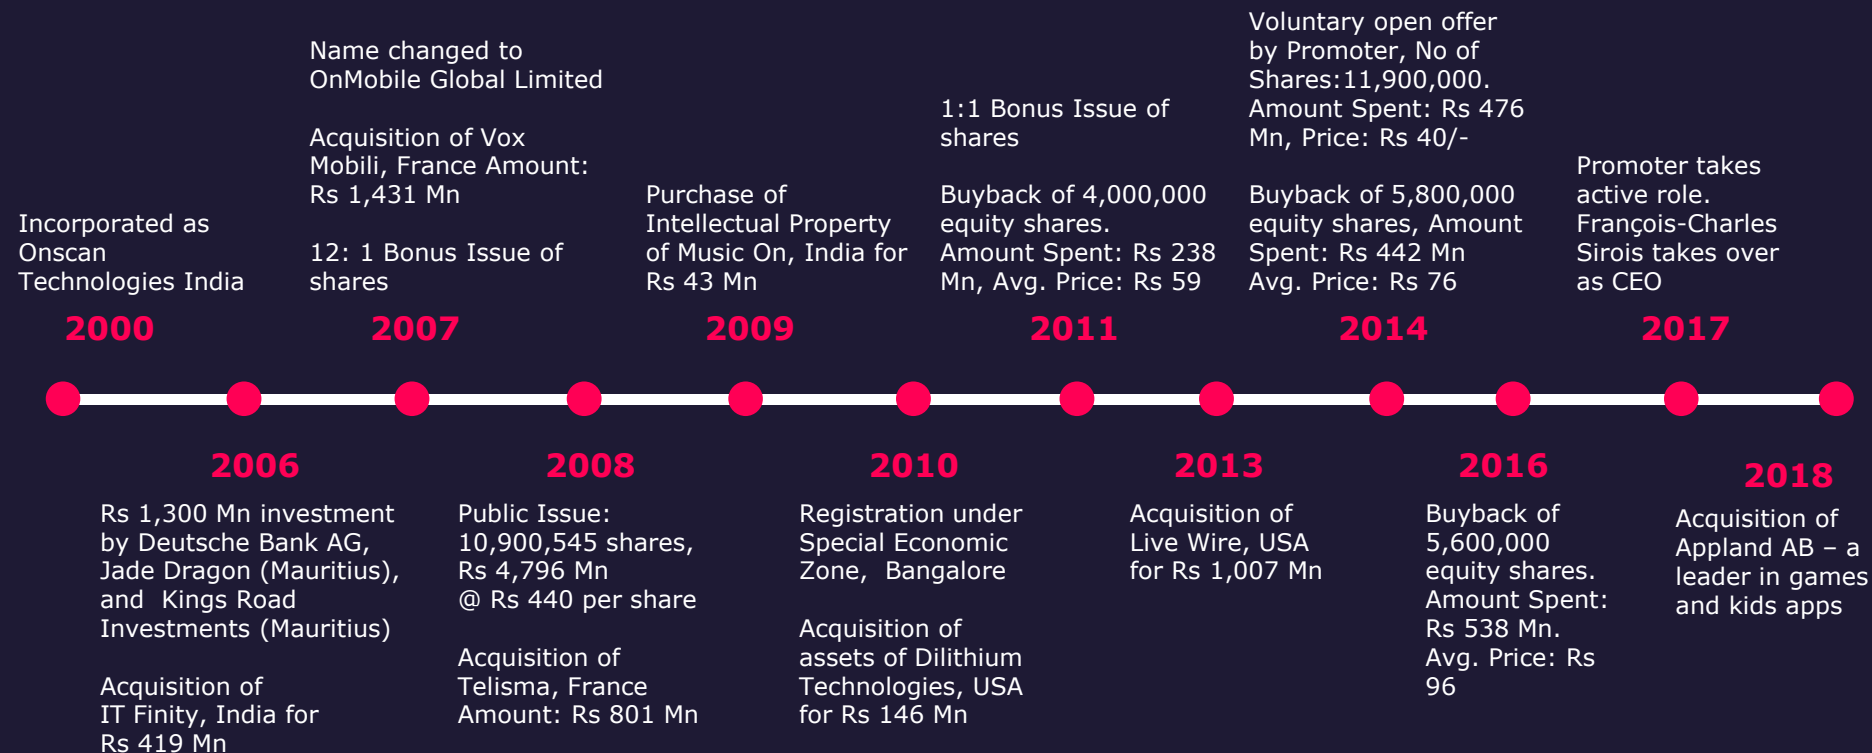 Incorporated as
Onscan
Technologies India
2000
Name changed to
OnMobile Global Limited
Acquisition of Vox
Mobili, France Amount:
Rs 1,431 Mn
12: 1 Bonus Issue of
shares
2007
Purchase of
Intellectual Property
of Music On, India for
Rs 43 Mn
2009
1:1 Bonus Issue of
shares
Buyback of 4,000,000
equity shares.
Amount Spent: Rs 238
Mn, Avg. Price: Rs 59
2011
Voluntary open offer
by Promoter, No of
Shares:11,900,000.
Amount Spent: Rs 476
Mn, Price: Rs 40/-
Buyback of 5,800,000
equity shares, Amount
Spent: Rs 442 Mn
Avg. Price: Rs 76
2014
Promoter takes
active role.
François-Charles
Sirois takes over
as CEO
2017
2006
Rs 1,300 Mn investment
by Deutsche Bank AG,
Jade Dragon (Mauritius),
and Kings Road
Investments (Mauritius)
Acquisition of
IT Finity, India for
Rs 419 Mn
2008
Public Issue:
10,900,545 shares,
Rs 4,796 Mn
@ Rs 440 per share
Acquisition of
Telisma, France
Amount: Rs 801 Mn
2010
Registration under
Special Economic
Zone, Bangalore
Acquisition of
assets of Dilithium
Technologies, USA
for Rs 146 Mn
2013
Acquisition of
Live Wire, USA
for Rs 1,007 Mn
2016
Buyback of
5,600,000
equity shares.
Amount Spent:
Rs 538 Mn.
Avg. Price: Rs
96
2018
Acquisition of
Appland AB – a
leader in games
and kids apps